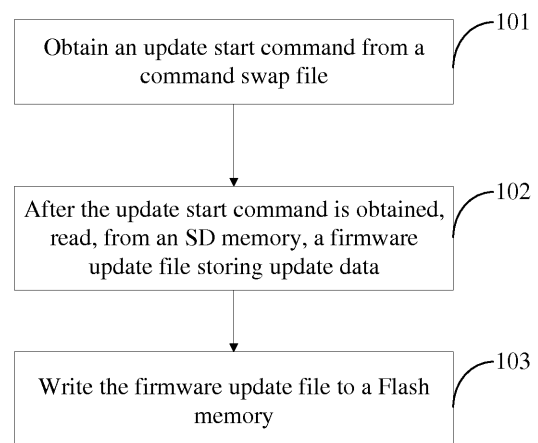 101
Obtain an update start command from a
command swap file
102
After the update start command is obtained,
read, from an SD memory, a firmware
update file storing update data
103
Write the firmware update file to a Flash
memory